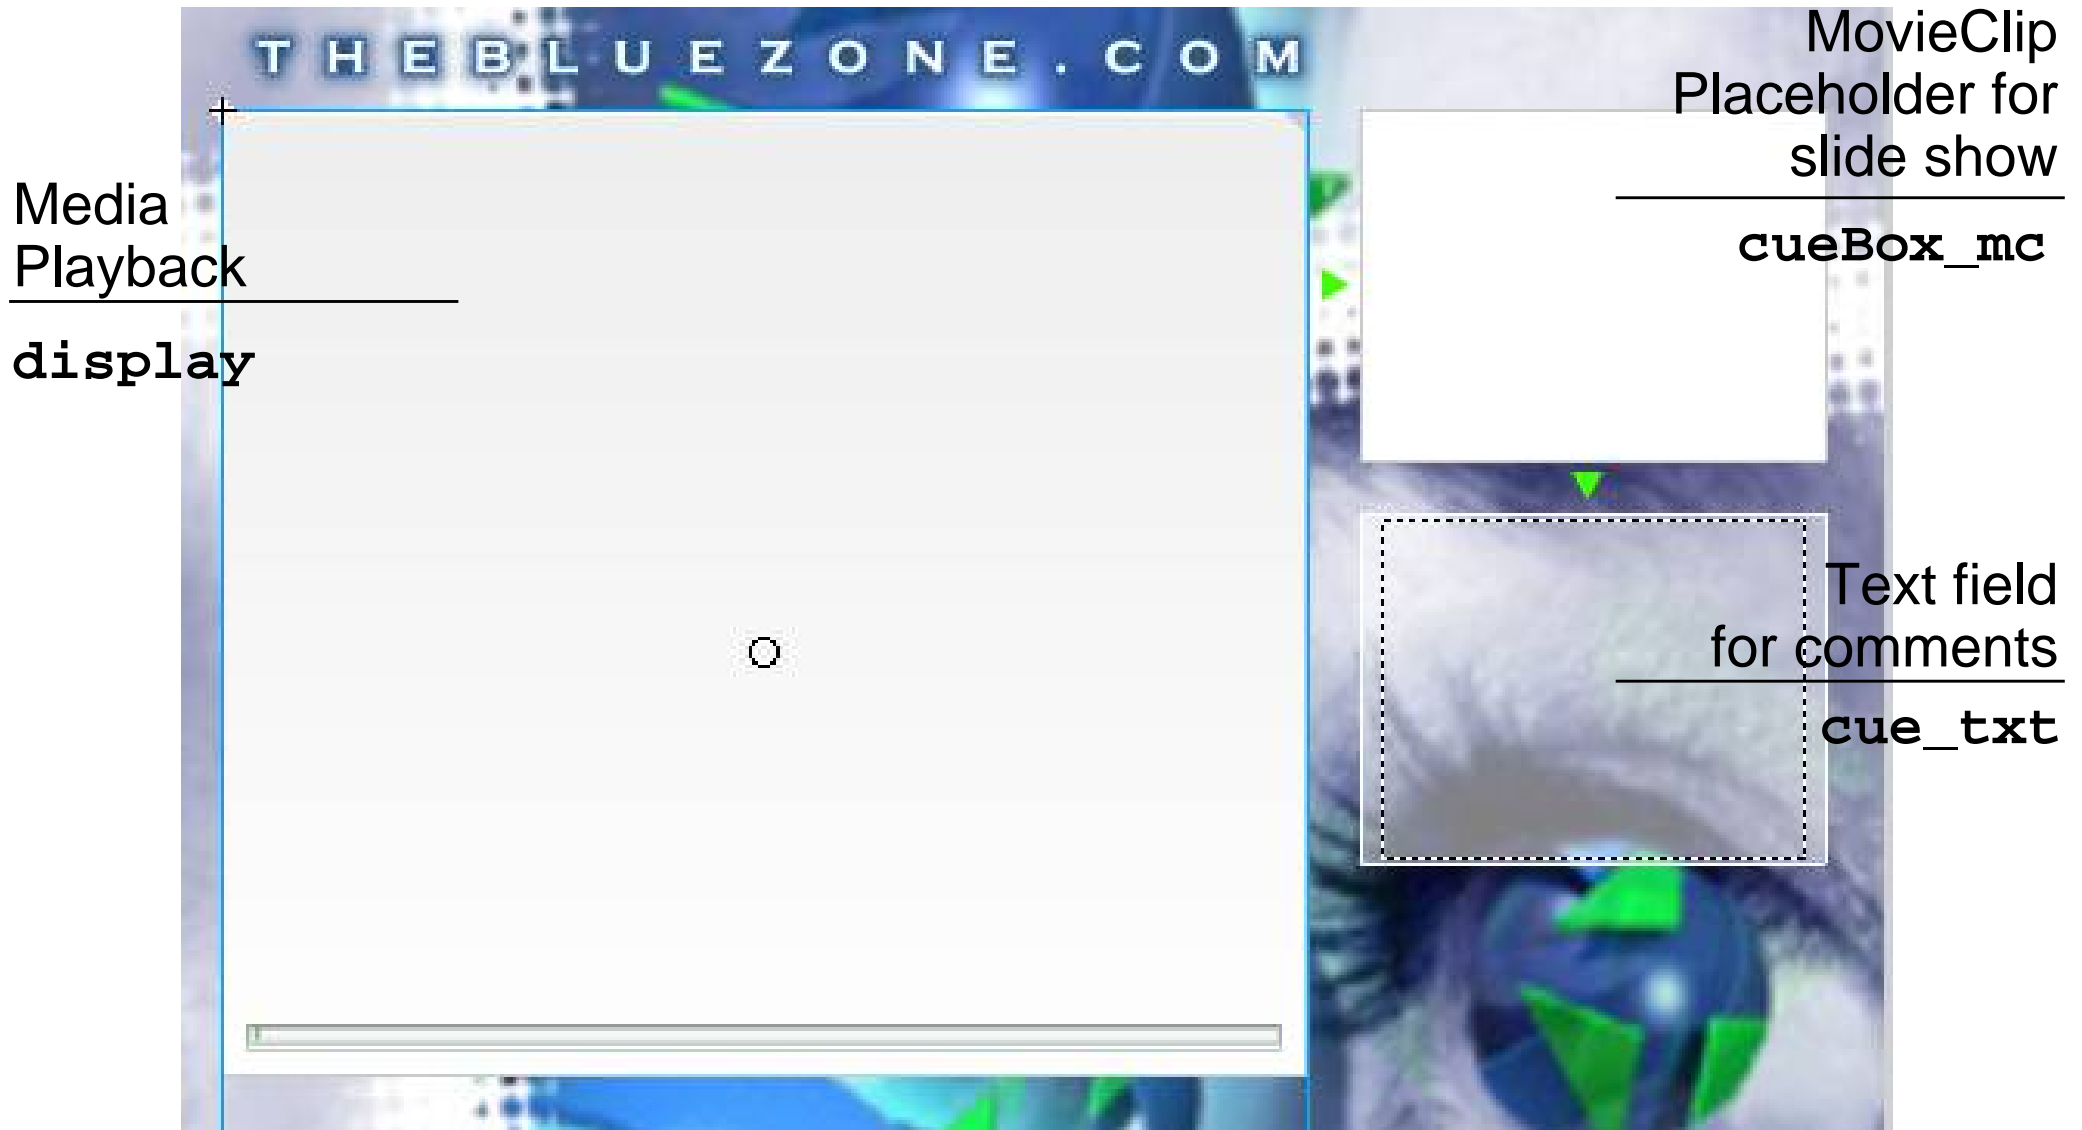 THEBLUEZONE.COM
MovieClip
Placeholder for
slide show
cueBox_mc
Media
Playback
display
Text field
for comments
cue_txt